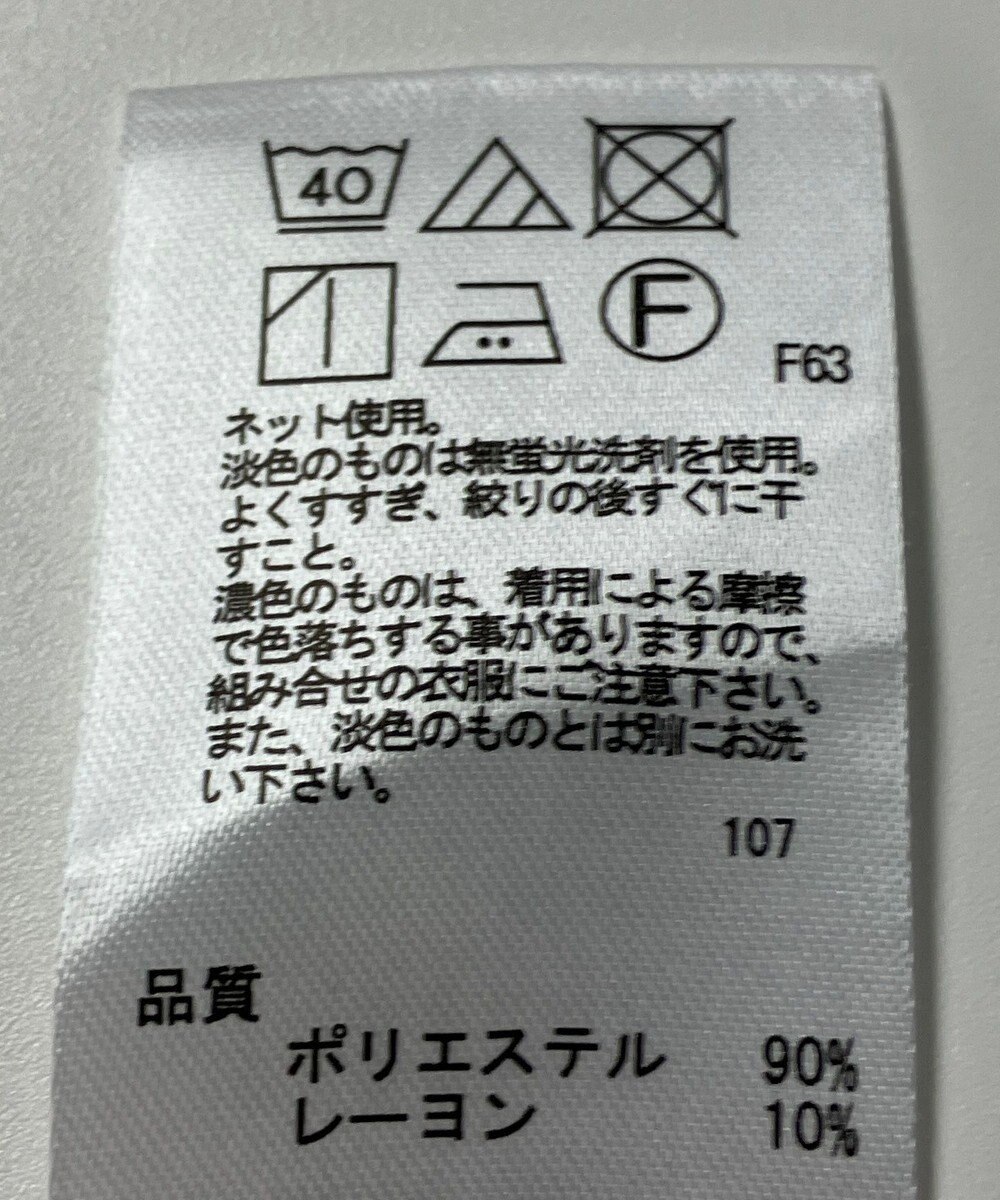 40
F
F63
ネット使用。
淡色のものは無蛍光洗剤を使用。
よくすすぎ、絞りの後すぐに干
すこと。
濃色のものは、着用による摩擦
で色落ちする事がありますので、
組み合せの衣服にご注意下さい。
また、淡色のものとは別にお洗
い下さい。
107
品質
ポリエステル 90%
レーヨン 10%